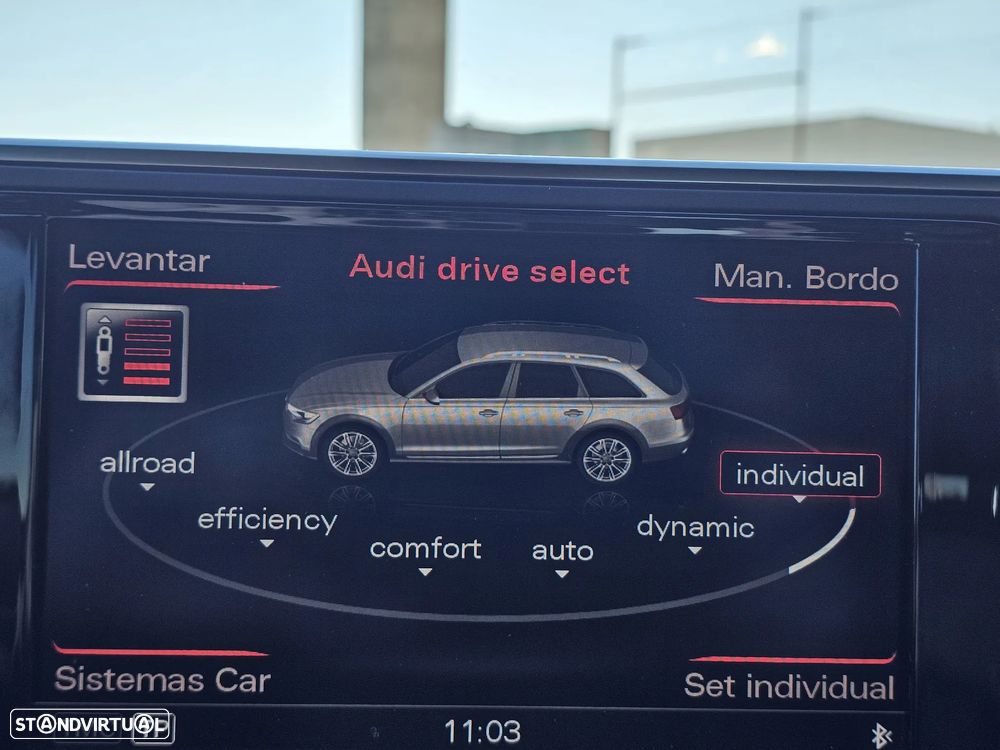 Levantar
Audi drive select
Man. Bordo
allroad
individual
efficiency
dynamic
comfort
auto
Sistemas Car
Set individual
STANDVIRTUAL
TP
11:03